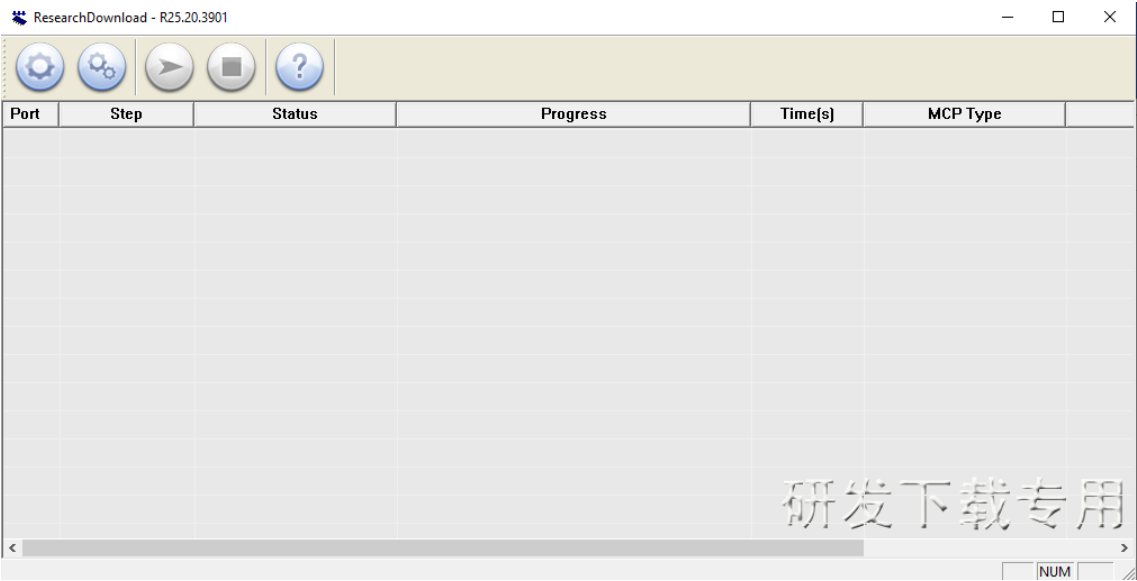 ResearchDownload - R25.20.3901
?
Port Step Status Progress Time(s) MCP Type
研发下载专用
NUM